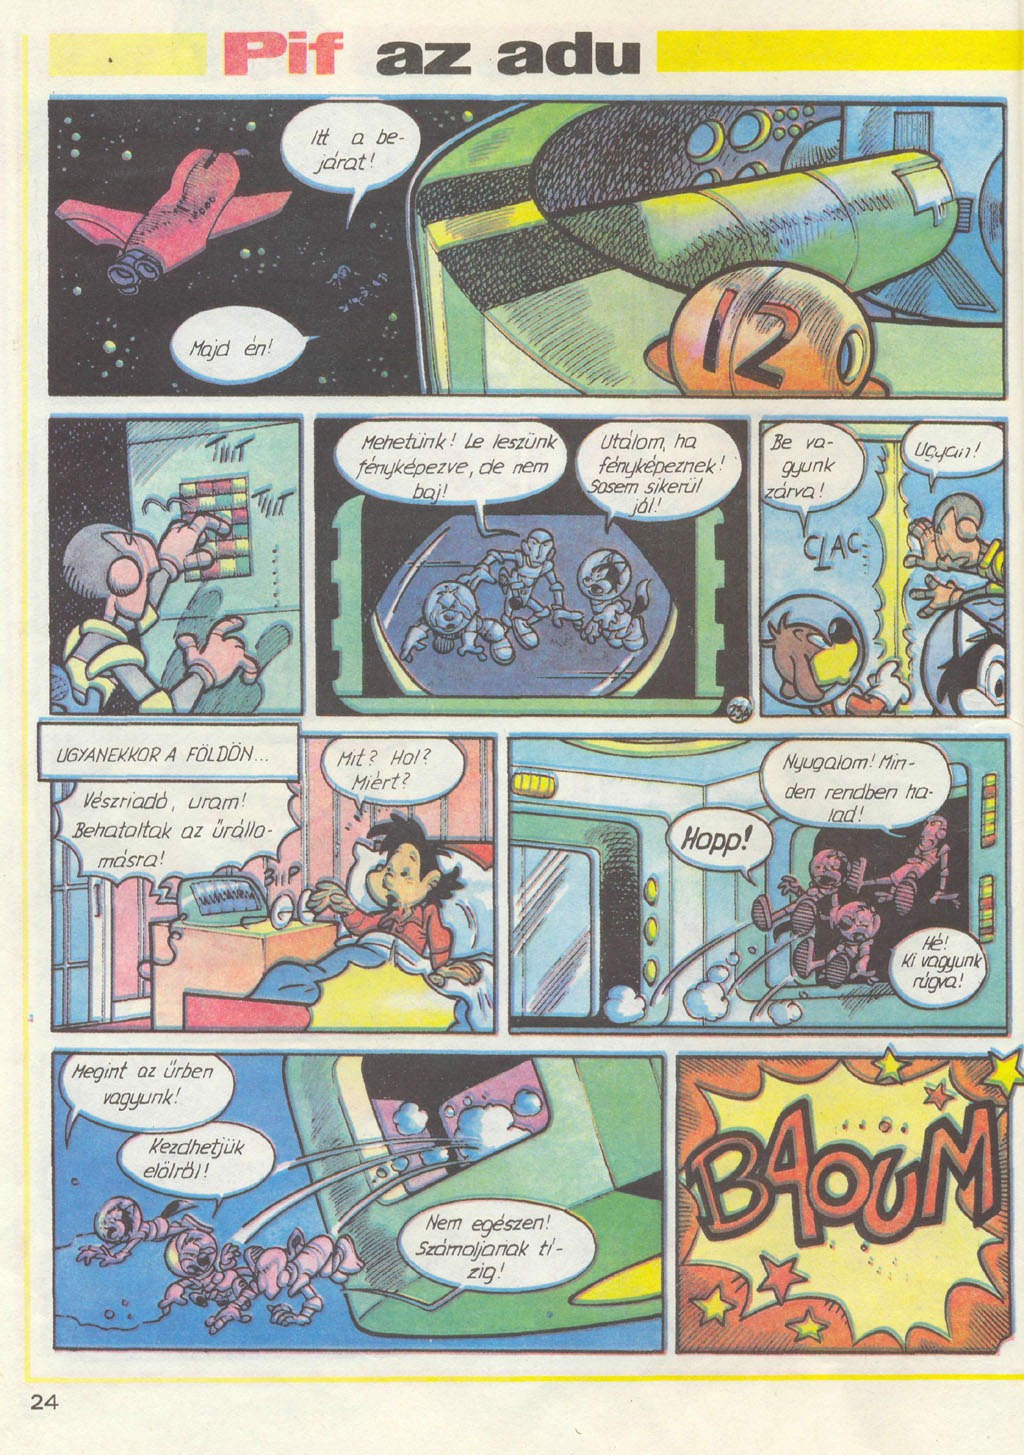 Pif az adu
Itt a be-
járat!
Majd én!
12
TUIT
TUIT
Mehetünk! Le leszünk
fényképezve, de nem
baj!
Utálom, ha
fényképeznek!
Sosem sikerül
jól!
23A
Be va-
gyunk
zárva!
CLAC
Ugyan!
UGYANEKKOR A FÖLDÖN...
Vészriadó, uram!
Behatoltak az űrállo-
másra!
BIIP
Mit? Hol?
Miért?
Hopp!
Nyugalom! Min-
den rendben ha-
lad!
Hé!
Ki vagyunk
rúgva!
Megint az űrben
vagyunk!
Kezdhetjük
elölről!
Nem egészen!
Számoljanak tí-
zig!
BAOUM
24